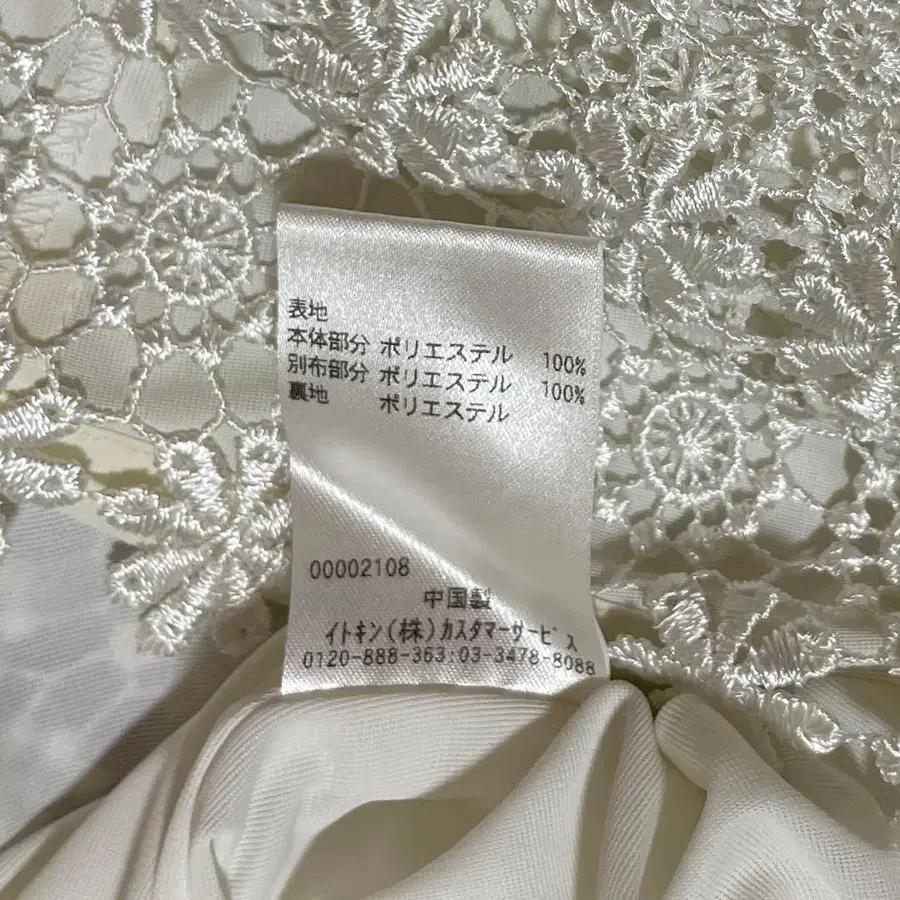 表地
本体部分 ポリエステル 100%
別布部分 ポリエステル 100%
裏地 ポリエステル
00002108
中国製
イトキン(株)カスタマーサービス
0120-888-363:03-3478-8088